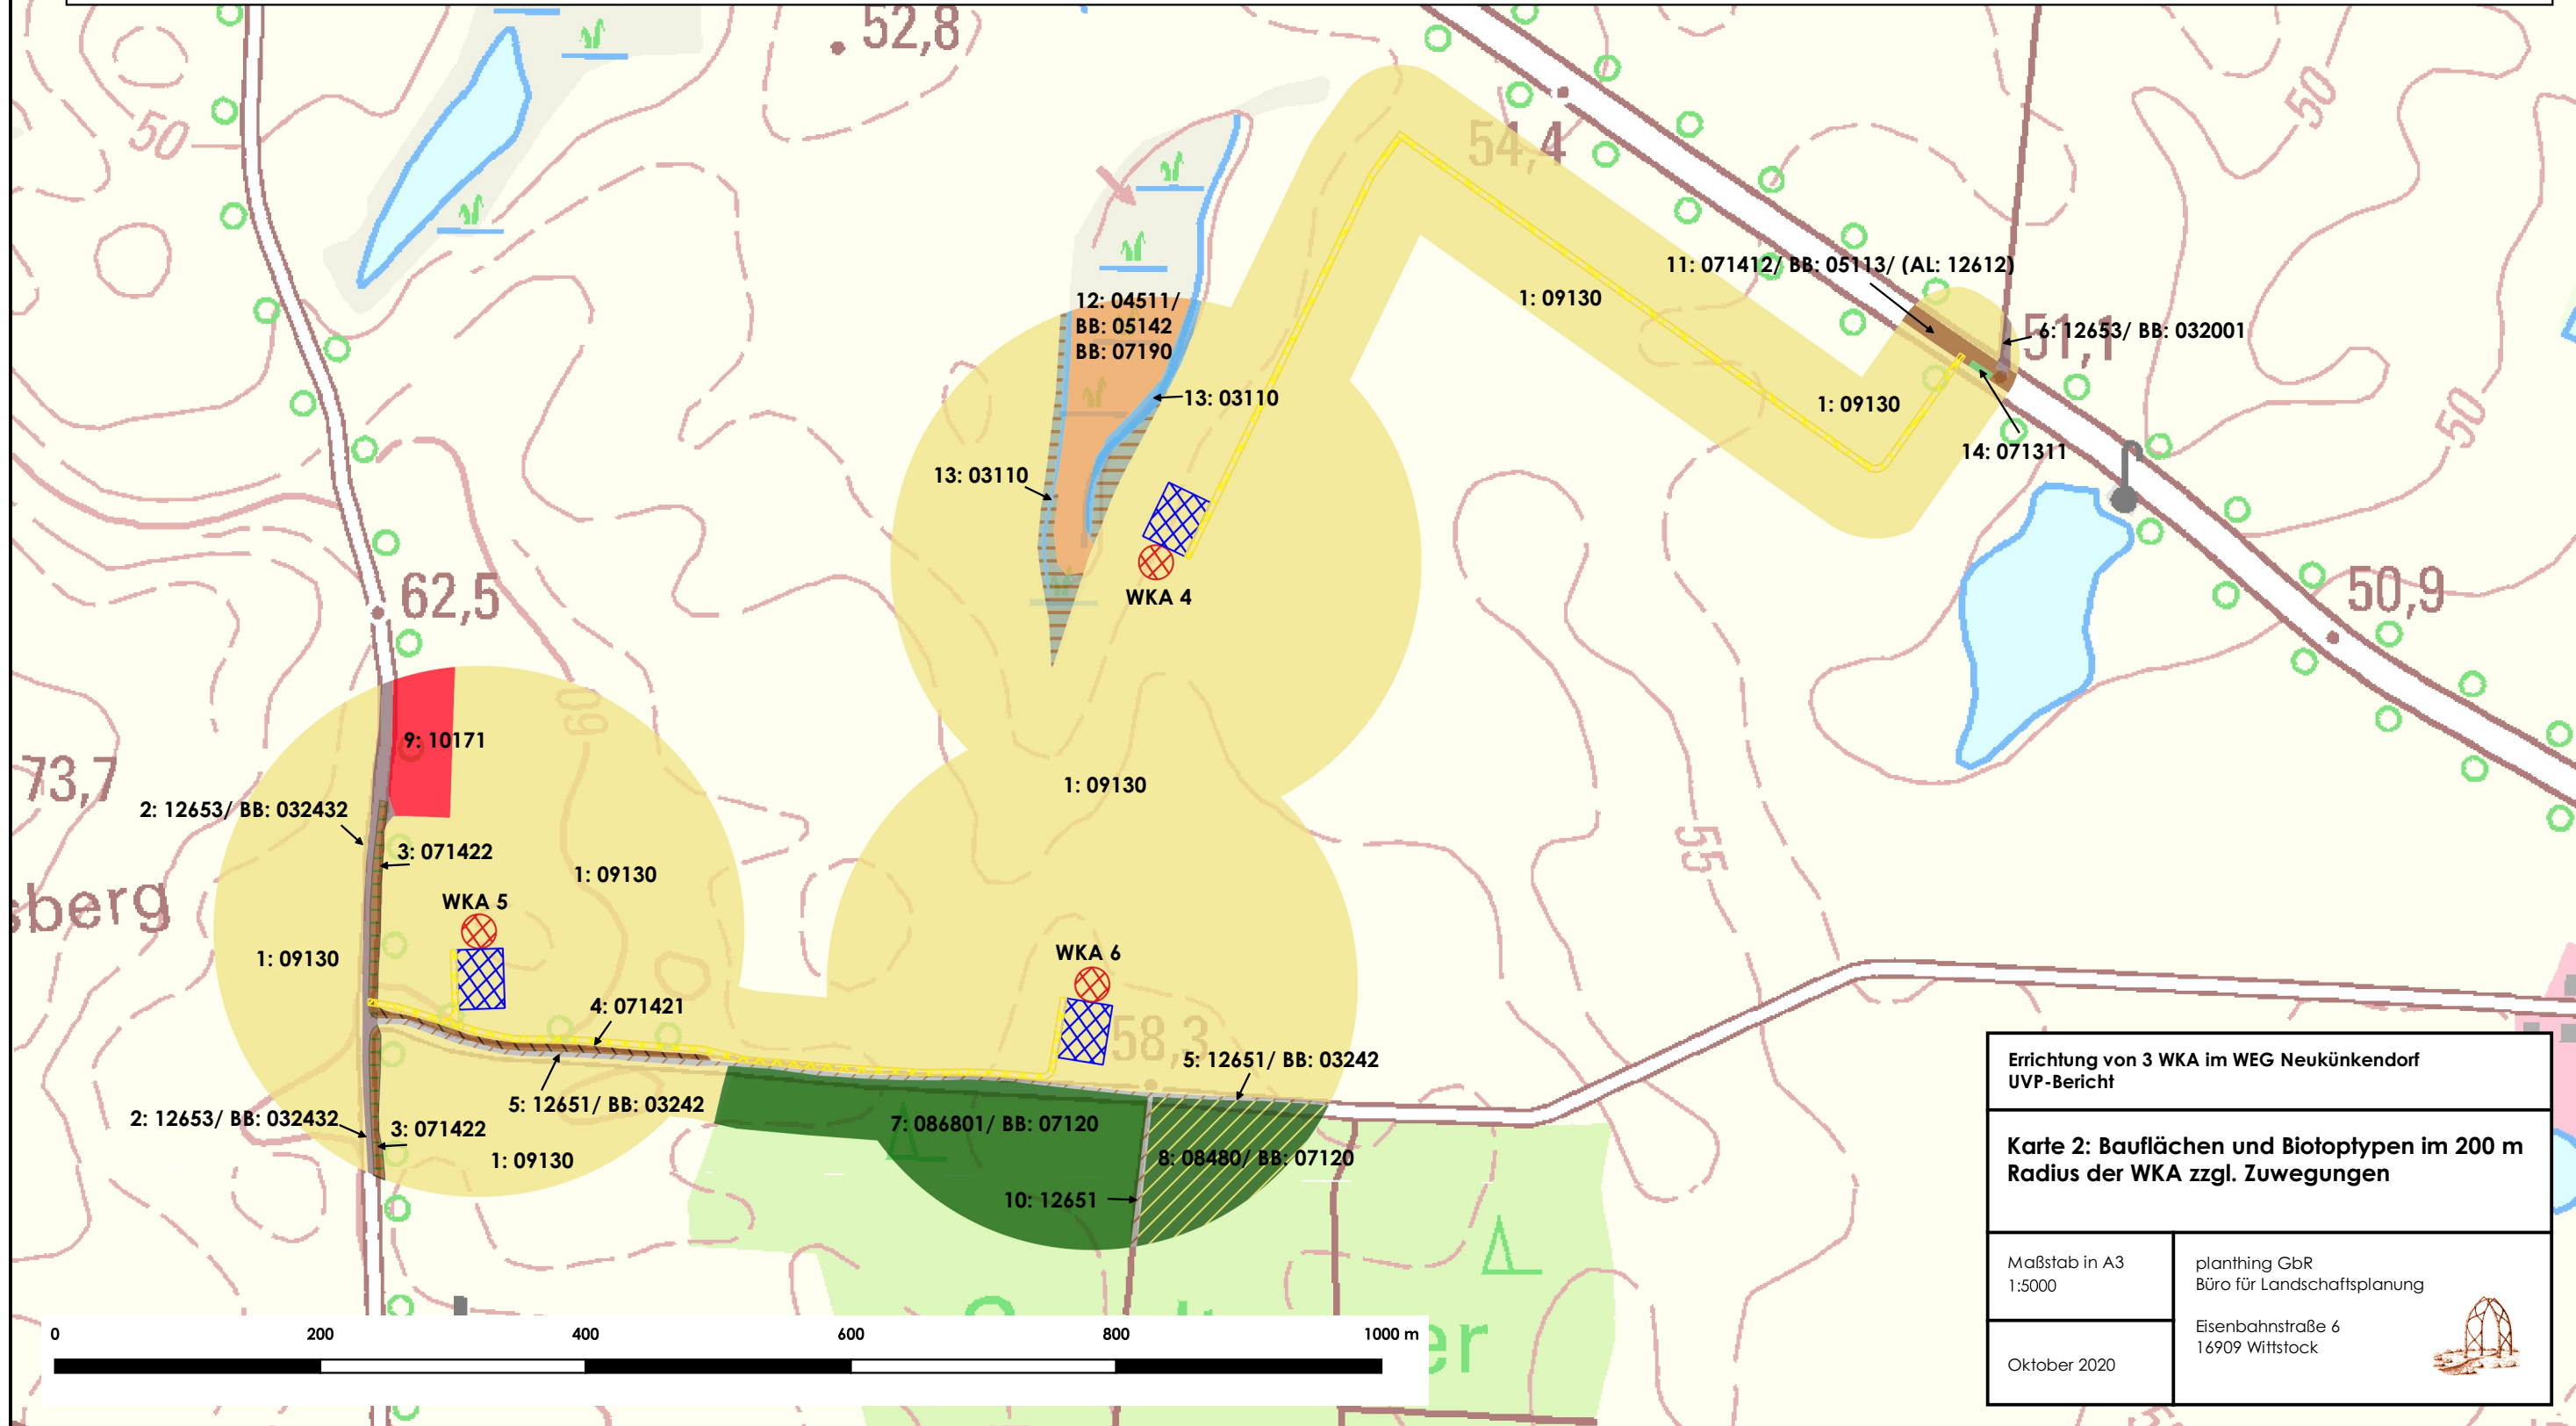 52,8
50
54,4
50
11: 071412/ BB: 05113/ (AL: 12612)
12: 04511/
BB: 05142
BB: 07190
1: 09130
6: 12653/ BB: 032001
51,1
13: 03110
1: 09130
50
14: 071311
13: 03110
62,5
WKA 4
50,9
60
9: 10171
73,7
1: 09130
2: 12653/ BB: 032432
3: 071422
55
1: 09130
sberg
WKA 5
1: 09130
WKA 6
4: 071421
58,3
5: 12651/ BB: 03242
5: 12651/ BB: 03242
2: 12653/ BB: 032432
3: 071422
7: 086801/ BB: 07120
1: 09130
8: 08480/ BB: 07120
10: 12651
er
0 200 400 600 800 1000 m
Errichtung von 3 WKA im WEG Neukünkendorf
UVP-Bericht
Karte 2: Bauflächen und Biotoptypen im 200 m
Radius der WKA zzgl. Zuwegungen
Maßstab in A3
1:5000
Oktober 2020
planthing GbR
Büro für Landschaftsplanung
Eisenbahnstraße 6
16909 Wittstock